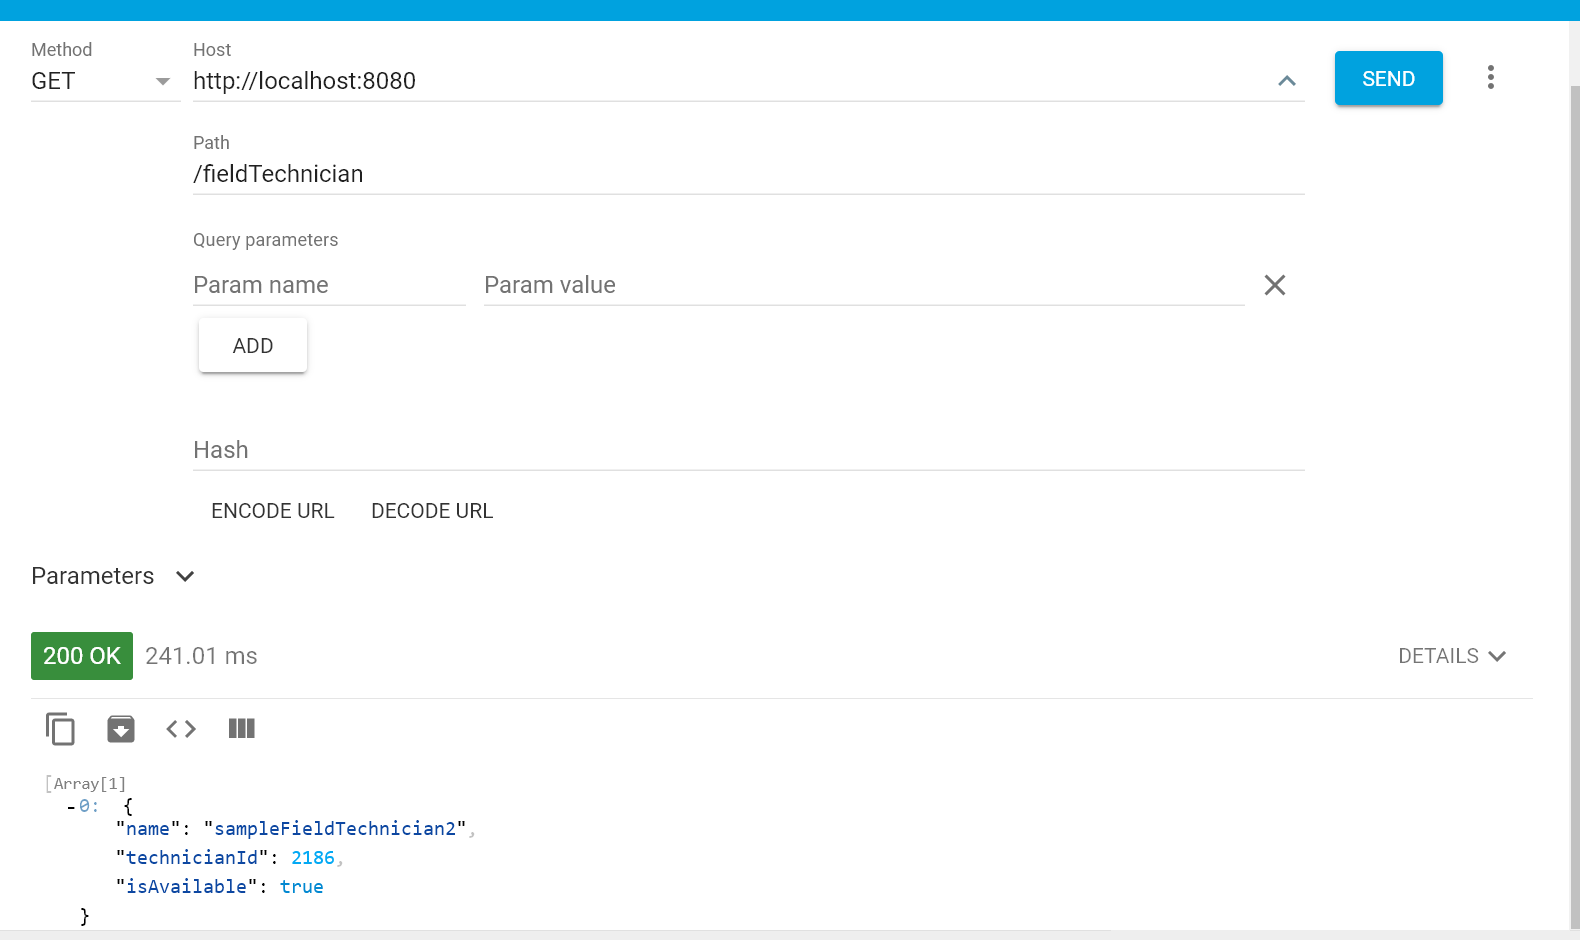 Method Host
GET http://localhost:8080 SEND
Path
/fieldTechnician
Query parameters
Param name Param value
ADD
Hash
ENCODE URL DECODE URL
Parameters
200 OK 241.01 ms DETAILS
[Array[1]
-0: {
"name": "sampleFieldTechnician2",
"technicianId": 2186,
"isAvailable": true
}